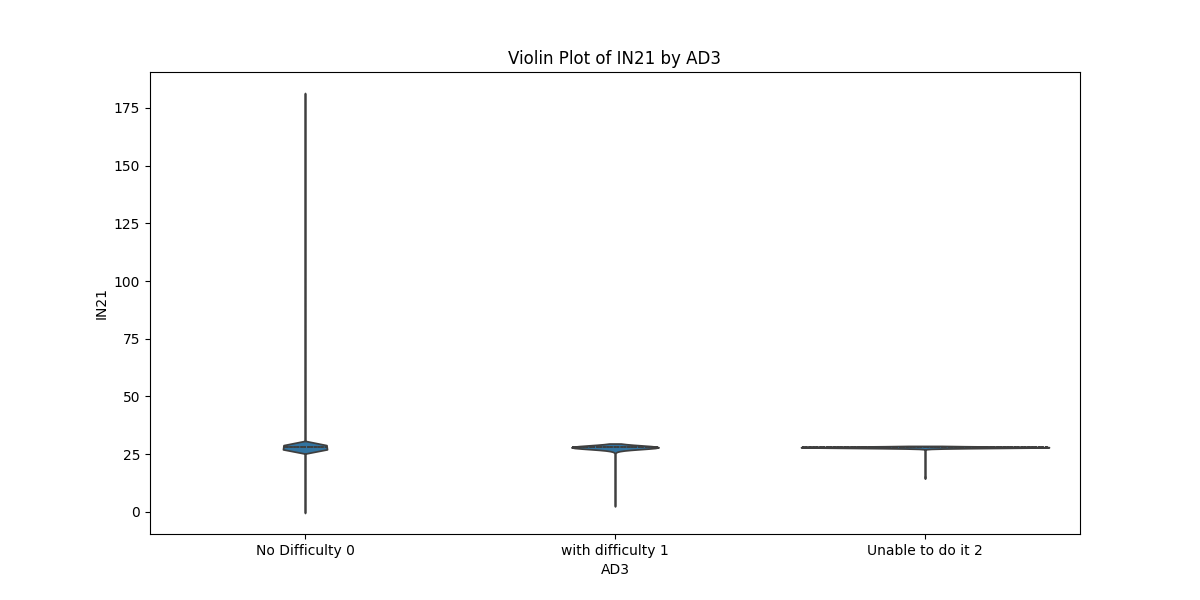 Violin Plot of IN21 by AD3
175
150
125
100
75
50
25
0
IN21
No Difficulty 0
with difficulty 1
Unable to do it 2
AD3